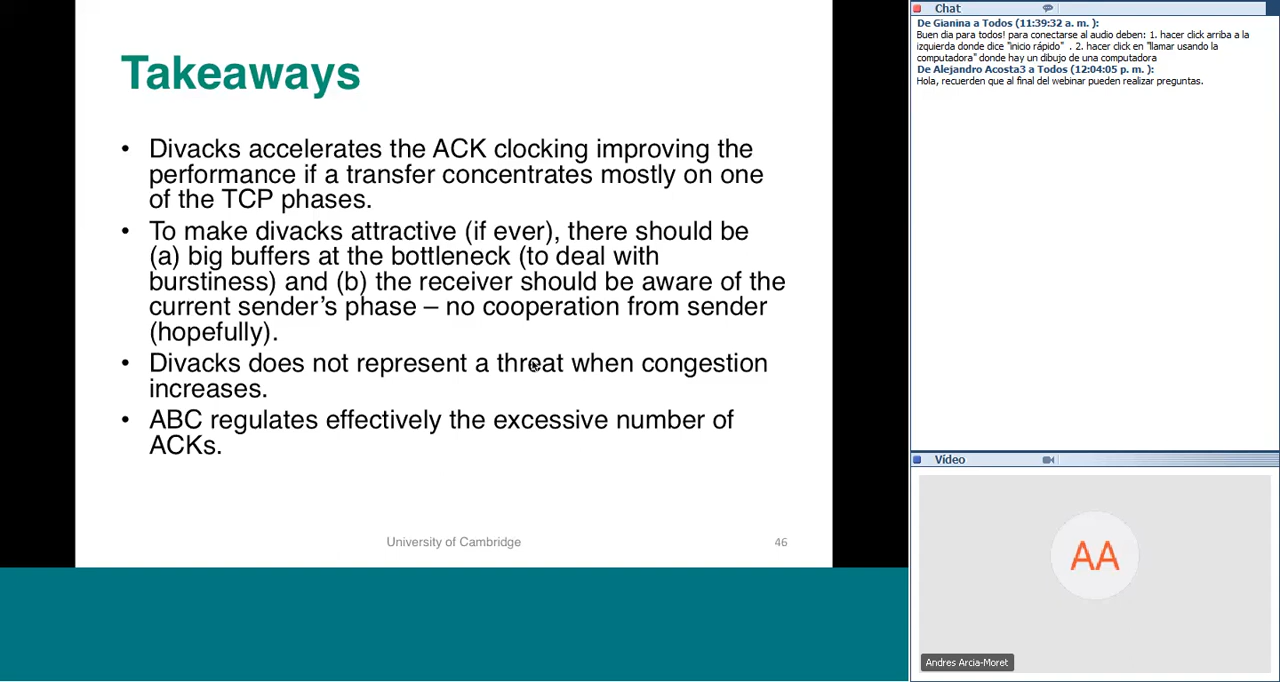 Takeaways
• Divacks accelerates the ACK clocking improving the
performance if a transfer concentrates mostly on one
of the TCP phases.
• To make divacks attractive (if ever), there should be
(a) big buffers at the bottleneck (to deal with
burstiness) and (b) the receiver should be aware of the
current sender’s phase – no cooperation from sender
(hopefully).
• Divacks does not represent a threat when congestion
increases.
• ABC regulates effectively the excessive number of
ACKs.
University of Cambridge
46
Chat
De Gianina a Todos (11:39:32 a. m. ):
Buen dia para todos! para conectarse al audio deben: 1. hacer click arriba a la
izquierda donde dice "inicio rápido" . 2. hacer click en "llamar usando la
computadora" donde hay un dibujo de una computadora
De Alejandro Acosta3 a Todos (12:04:05 p. m. ):
Hola, recuerden que al final del webinar pueden realizar preguntas.
Vídeo
AA
Andres Arcia-Moret